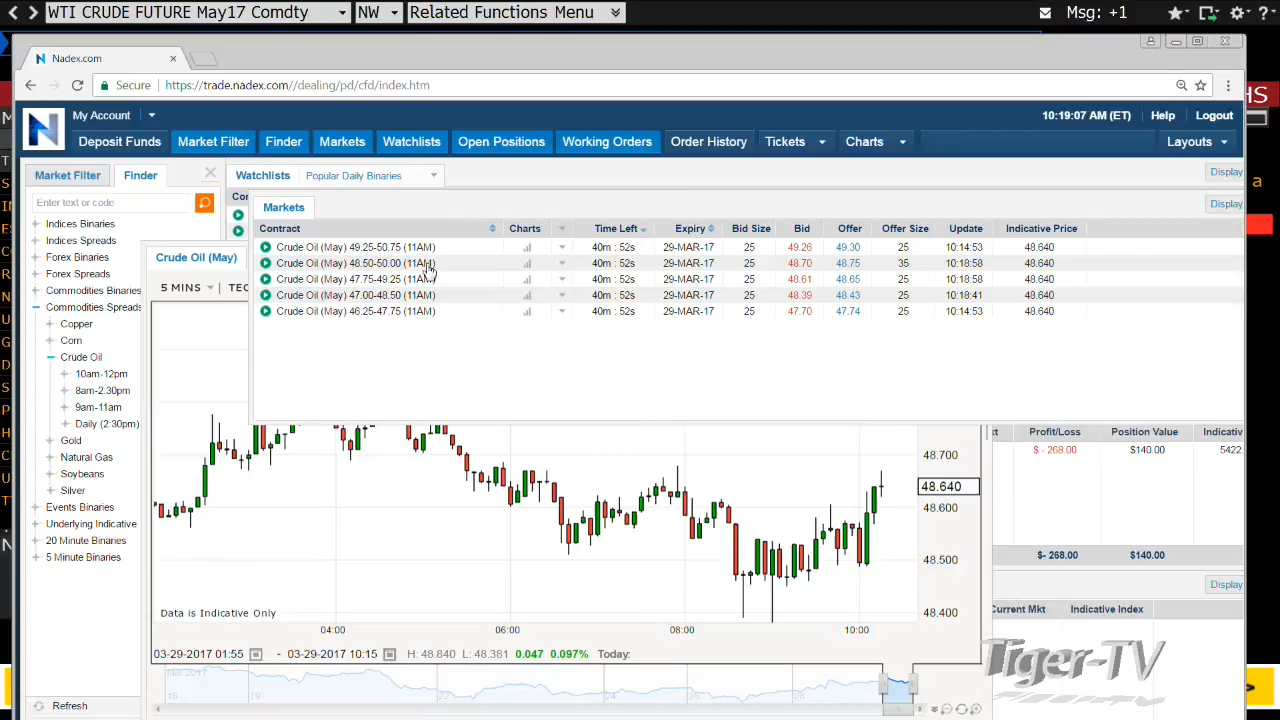 WTI CRUDE FUTURE May17 Comdty NW Related Functions Menu Msg: +1
Nadex.com
Secure https://trade.nadex.com//dealing/pd/cfd/index.htm
My Account 10:19:07 AM (ET) Help Logout
Deposit Funds Market Filter Finder Markets Watchlists Open Positions Working Orders Order History Tickets Charts Layouts
Market Filter Finder Watchlists Popular Daily Binaries Display
Enter text or code
Markets Display
Contract Charts Time Left Expiry Bid Size Bid Offer Offer Size Update Indicative Price
Crude Oil (May) 49.25-50.75 (11AM) 40m : 52s 29-MAR-17 25 49.26 49.30 25 10:14:53 48.640
Crude Oil (May) 48.50-50.00 (11AM) 40m : 52s 29-MAR-17 25 48.70 48.75 35 10:18:58 48.640
Crude Oil (May) 47.75-49.25 (11AM) 40m : 52s 29-MAR-17 25 48.61 48.65 25 10:18:58 48.640
Crude Oil (May) 47.00-48.50 (11AM) 40m : 52s 29-MAR-17 25 48.39 48.43 25 10:18:41 48.640
Crude Oil (May) 46.25-47.75 (11AM) 40m : 52s 29-MAR-17 25 47.70 47.74 25 10:14:53 48.640
Indices Binaries
Indices Spreads
Forex Binaries
Forex Spreads
Commodities Binaries
Commodities Spreads
Copper
Corn
Crude Oil
10am-12pm
8am-2:30pm
9am-11am
Daily (2:30pm)
Gold
Natural Gas
Soybeans
Silver
Events Binaries
Underlying Indicative
20 Minute Binaries
5 Minute Binaries
Refresh
Crude Oil (May)
5 MINS TEC
48.700
48.640
48.600
48.500
48.400
Data is Indicative Only
04:00 06:00 08:00 10:00
03-29-2017 01:55 - 03-29-2017 10:15 H: 48.840 L: 48.381 0.047 0.097% Today:
Profit/Loss Position Value Indicativ
$ - 268.00 $140.00 5422.
$- 268.00 $140.00
Display
Current Mkt Indicative Index
Tiger-TV